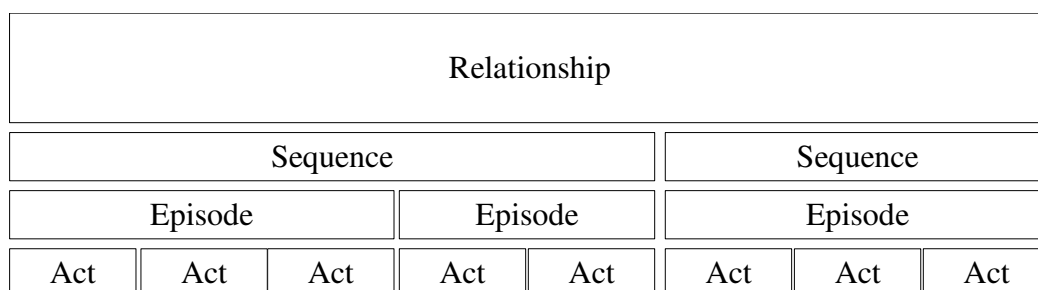 Relationship
Sequence Sequence
Episode Episode Episode
Act Act Act Act Act Act Act Act